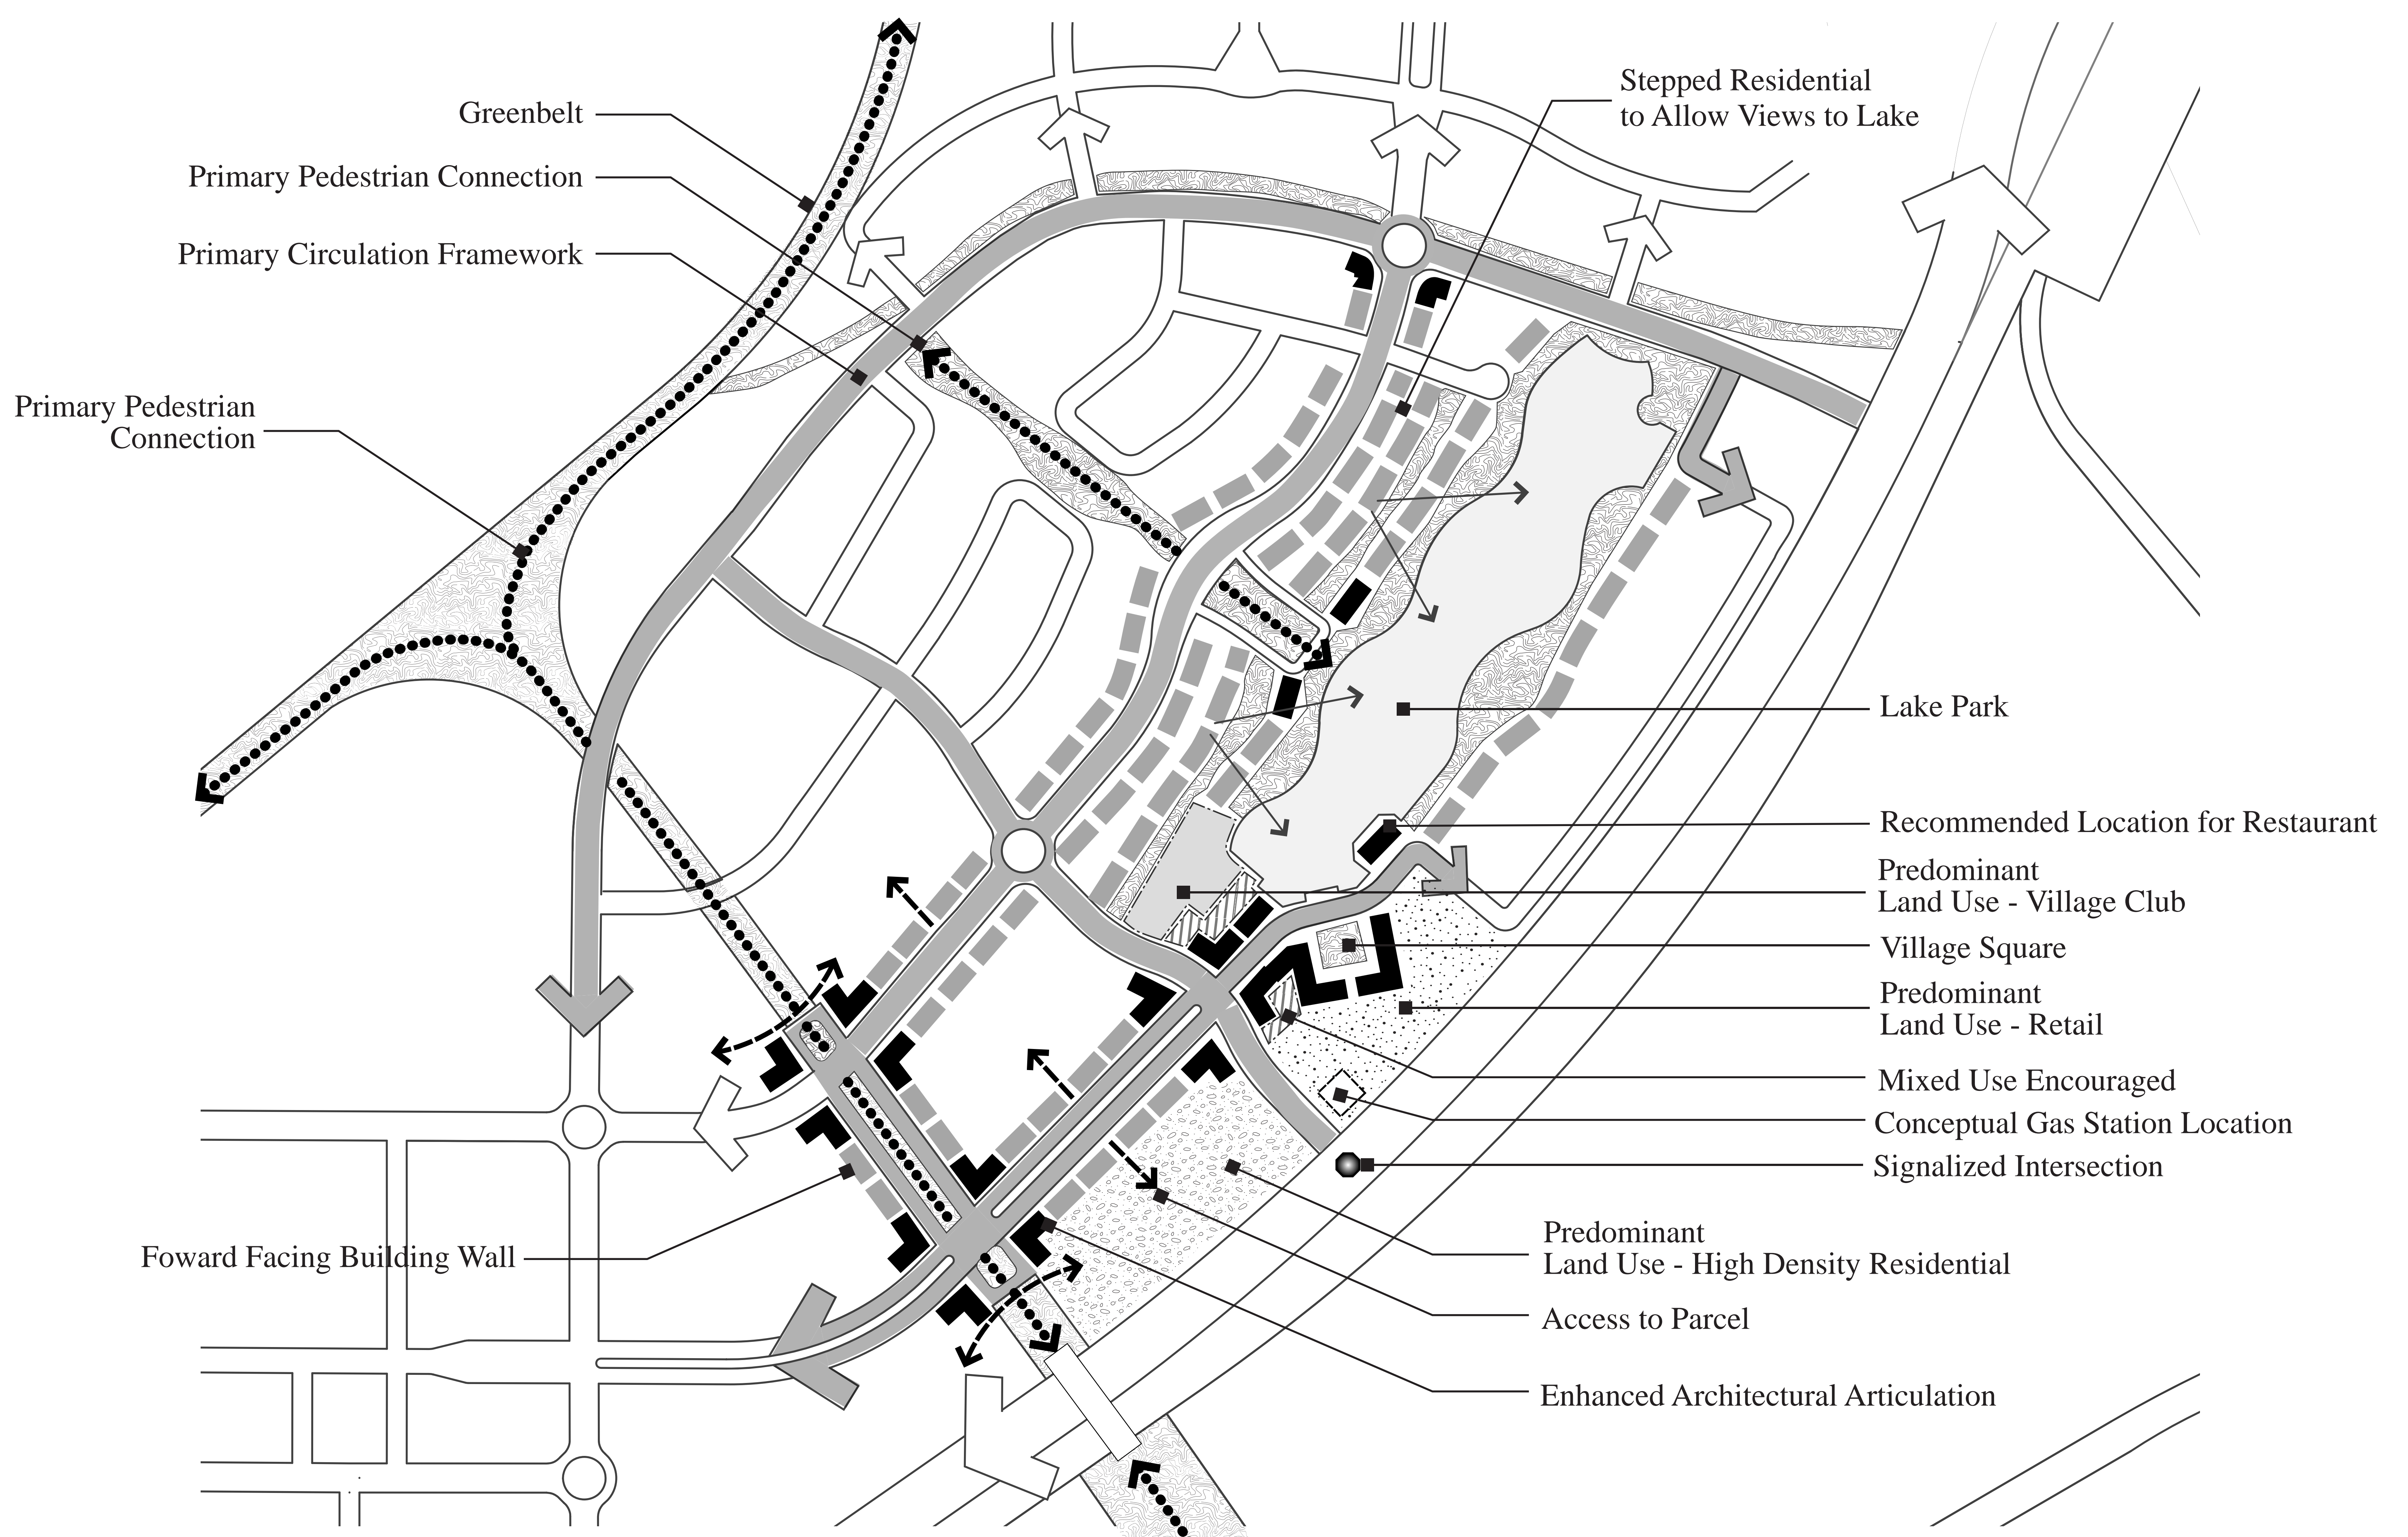 Greenbelt
Primary Pedestrian Connection
Primary Circulation Framework
Primary Pedestrian
Connection
Foward Facing Building Wall
Stepped Residential
to Allow Views to Lake
Lake Park
Recommended Location for Restaurant
Predominant
Land Use - Village Club
Village Square
Predominant
Land Use - Retail
Mixed Use Encouraged
Conceptual Gas Station Location
Signalized Intersection
Predominant
Land Use - High Density Residential
Access to Parcel
Enhanced Architectural Articulation